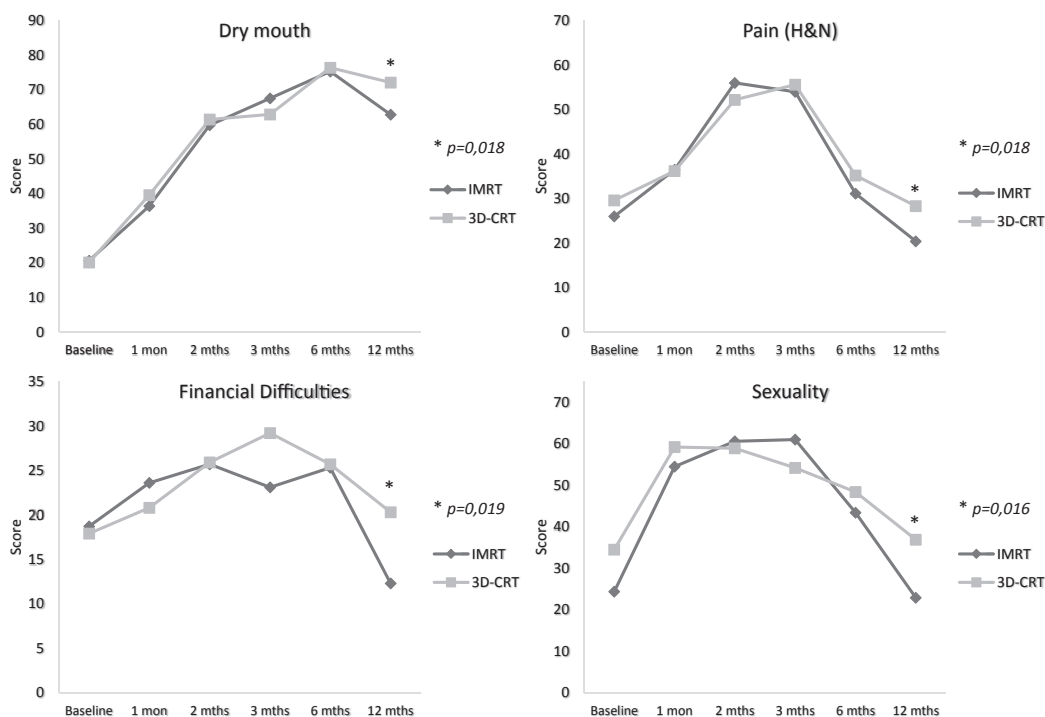 Dry mouth
90
80
70
60
50
40
30
20
10
0
Score
*
* p=0,018
IMRT
3D-CRT
Baseline 1 mon 2 mths 3 mths 6 mths 12 mths
Pain (H&N)
70
60
50
40
30
20
10
0
Score
*
* p=0,018
IMRT
3D-CRT
Baseline 1 mon 2 mths 3 mths 6 mths 12 mths
Financial Difficulties
35
30
25
20
15
10
5
0
Score
*
* p=0,019
IMRT
3D-CRT
Baseline 1 mon 2 mths 3 mths 6 mths 12 mths
Sexuality
70
60
50
40
30
20
10
0
Score
*
* p=0,016
IMRT
3D-CRT
Baseline 1 mon 2 mths 3 mths 6 mths 12 mths